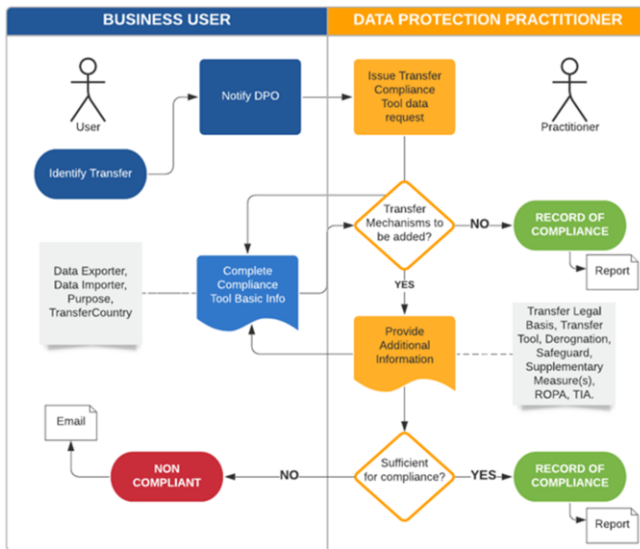 BUSINESS USER
DATA PROTECTION PRACTITIONER
User
Identify Transfer
Notify DPO
Issue Transfer
Compliance
Tool data
request
Practitioner
Transfer
Mechanisms to
be added?
NO
RECORD OF
COMPLIANCE
Report
YES
Data Exporter,
Data Importer,
Purpose,
TransferCountry
Complete
Compliance
Tool Basic Info
Provide
Additional
Information
Transfer Legal
Basis, Transfer
Tool, Derognation,
Safeguard,
Supplementary
Measure(s),
ROPA, TIA.
Email
NON
COMPLIANT
NO
Sufficient
for compliance?
YES
RECORD OF
COMPLIANCE
Report